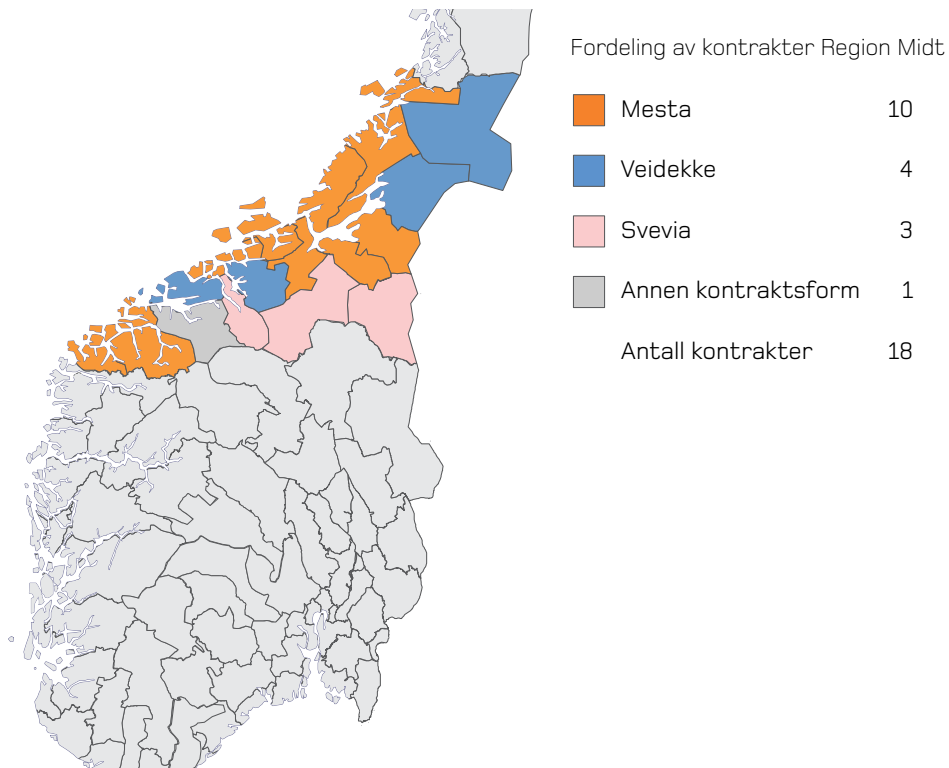 Fordeling av kontrakter Region Midt
Mesta 10
Veidekke 4
Svevia 3
Annen kontraktsform 1
Antall kontrakter 18